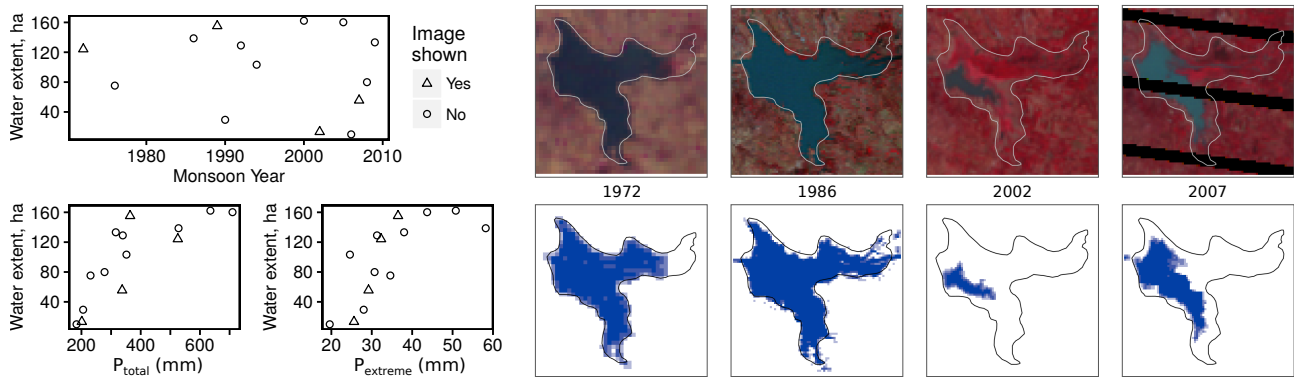 Water extent, ha
160
120
80
40
1980
1990
2000
2010
Monsoon Year
Image
shown
Yes
No
Water extent, ha
160
120
80
40
200
400
600
P_total (mm)
Water extent, ha
160
120
80
40
20
30
40
50
60
P_extreme (mm)
1972
1986
2002
2007